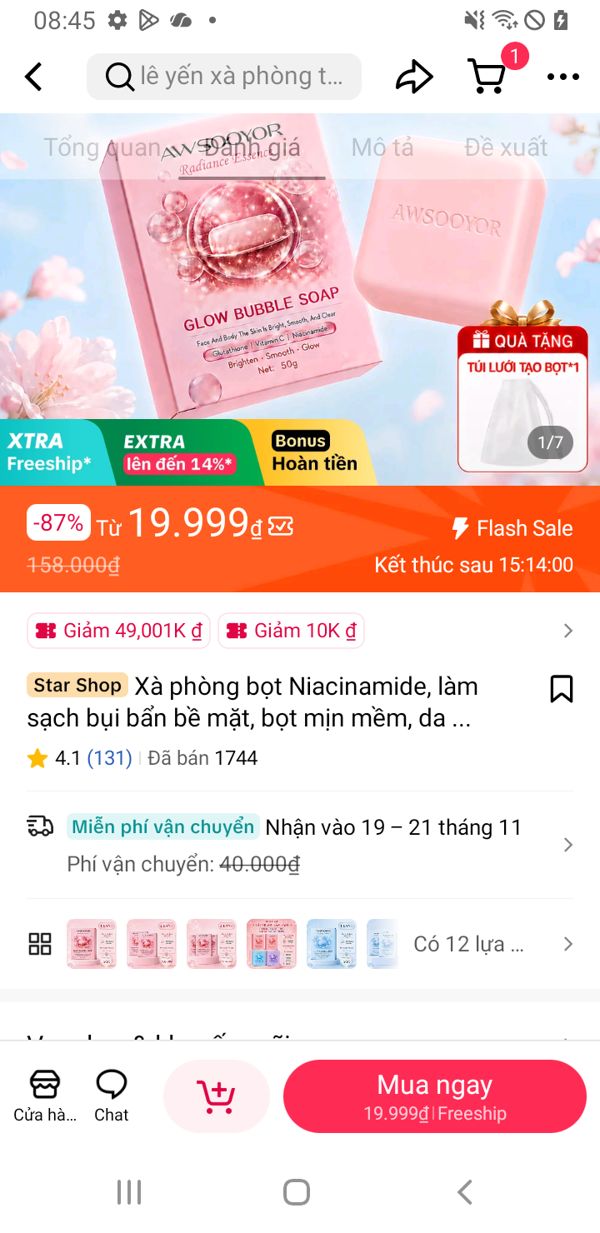 08:45
lê yến xà phòng t...
1
Tổng quan Đánh giá Mô tả Đề xuất
AWSOOYOR
Radiance Essence
AWSOOYOR
GLOW BUBBLE SOAP
Face And Body The Skin Is Bright, Smooth, And Clear
Glutathione | Vitamin C | Niacinamide
Brighten - Smooth - Glow
Net: 50g
QUÀ TẶNG
TÚI LƯỚI TẠO BỌT*1
1/7
XTRA
Freeship*
EXTRA
lên đến 14%*
Bonus
Hoàn tiền
-87% Từ 19.999₫
Flash Sale
158.000₫
Kết thúc sau 15:14:00
Giảm 49,001K ₫
Giảm 10K ₫
Star Shop Xà phòng bọt Niacinamide, làm
sạch bụi bẩn bề mặt, bọt mịn mềm, da ...
4.1 (131) Đã bán 1744
Miễn phí vận chuyển Nhận vào 19 – 21 tháng 11
Phí vận chuyển: 40.000₫
Có 12 lựa ...
Cửa hà...
Chat
Mua ngay
19.999₫ | Freeship